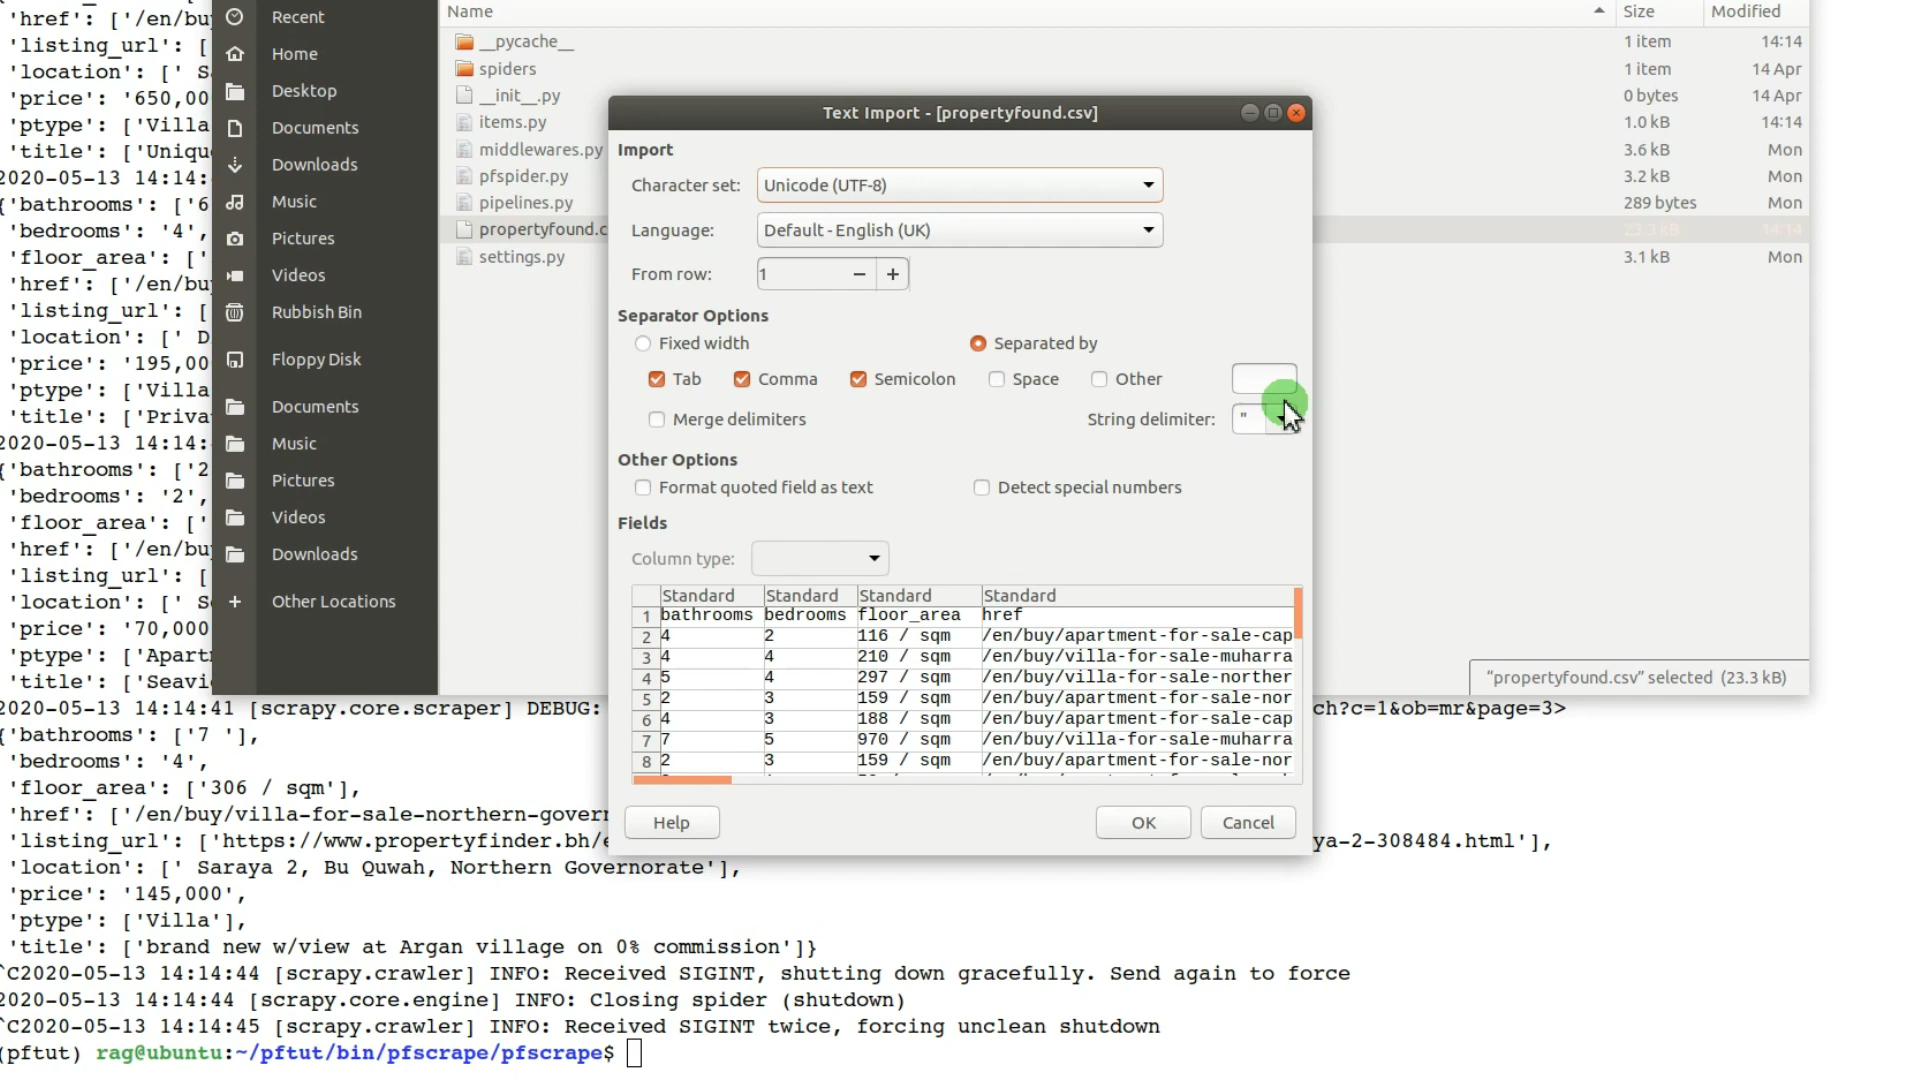 Name Size Modified
Recent
Home
Desktop
Documents
Downloads
Music
Pictures
Videos
Rubbish Bin
Floppy Disk
Documents
Music
Pictures
Videos
Downloads
+ Other Locations
__pycache__ 1 item 14:14
spiders 1 item 14 Apr
__init__.py 0 bytes 14 Apr
items.py 1.0 kB 14:14
middlewares.py 3.6 kB Mon
pfspider.py 3.2 kB Mon
pipelines.py 289 bytes Mon
propertyfound.c 23.3 kB 14:14
settings.py 3.1 kB Mon
"propertyfound.csv" selected (23.3 kB)
Text Import - [propertyfound.csv]
Import
Character set: Unicode (UTF-8)
Language: Default - English (UK)
From row: 1 − +
Separator Options
Fixed width Separated by
Tab Comma Semicolon Space Other
Merge delimiters String delimiter: "
Other Options
Format quoted field as text Detect special numbers
Fields
Column type:
Standard Standard Standard Standard
1 bathrooms bedrooms floor_area href
2 4 2 116 / sqm /en/buy/apartment-for-sale-cap
3 4 4 210 / sqm /en/buy/villa-for-sale-muharra
4 5 4 297 / sqm /en/buy/villa-for-sale-norther
5 2 3 159 / sqm /en/buy/apartment-for-sale-nor
6 4 3 188 / sqm /en/buy/apartment-for-sale-cap
7 7 5 970 / sqm /en/buy/villa-for-sale-muharra
8 2 3 159 / sqm /en/buy/apartment-for-sale-nor
Help OK Cancel
'href': ['/en/bu
'listing_url': [
'location': [' S
'price': '650,00
'ptype': ['Villa
'title': ['Uniqu
2020-05-13 14:14:
{'bathrooms': ['6
'bedrooms': '4',
'floor_area': ['
'href': ['/en/bu
'listing_url': [
'location': [' D
'price': '195,00
'ptype': ['Villa
'title': ['Priva
2020-05-13 14:14:
{'bathrooms': ['2
'bedrooms': '2',
'floor_area': ['
'href': ['/en/bu
'listing_url': [
'location': [' S
'price': '70,000
'ptype': ['Apart
'title': ['Seavi
2020-05-13 14:14:41 [scrapy.core.scraper] DEBUG: ch?c=1&ob=mr&page=3>
{'bathrooms': ['7 '],
'bedrooms': '4',
'floor_area': ['306 / sqm'],
'href': ['/en/buy/villa-for-sale-northern-gover
'listing_url': ['https://www.propertyfinder.bh/e ya-2-308484.html'],
'location': [' Saraya 2, Bu Quwah, Northern Governorate'],
'price': '145,000',
'ptype': ['Villa'],
'title': ['brand new w/view at Argan village on 0% commission']}
^C2020-05-13 14:14:44 [scrapy.crawler] INFO: Received SIGINT, shutting down gracefully. Send again to force
2020-05-13 14:14:44 [scrapy.core.engine] INFO: Closing spider (shutdown)
^C2020-05-13 14:14:45 [scrapy.crawler] INFO: Received SIGINT twice, forcing unclean shutdown
(pftut) rag@ubuntu:~/pftut/bin/pfscrape/pfscrape$